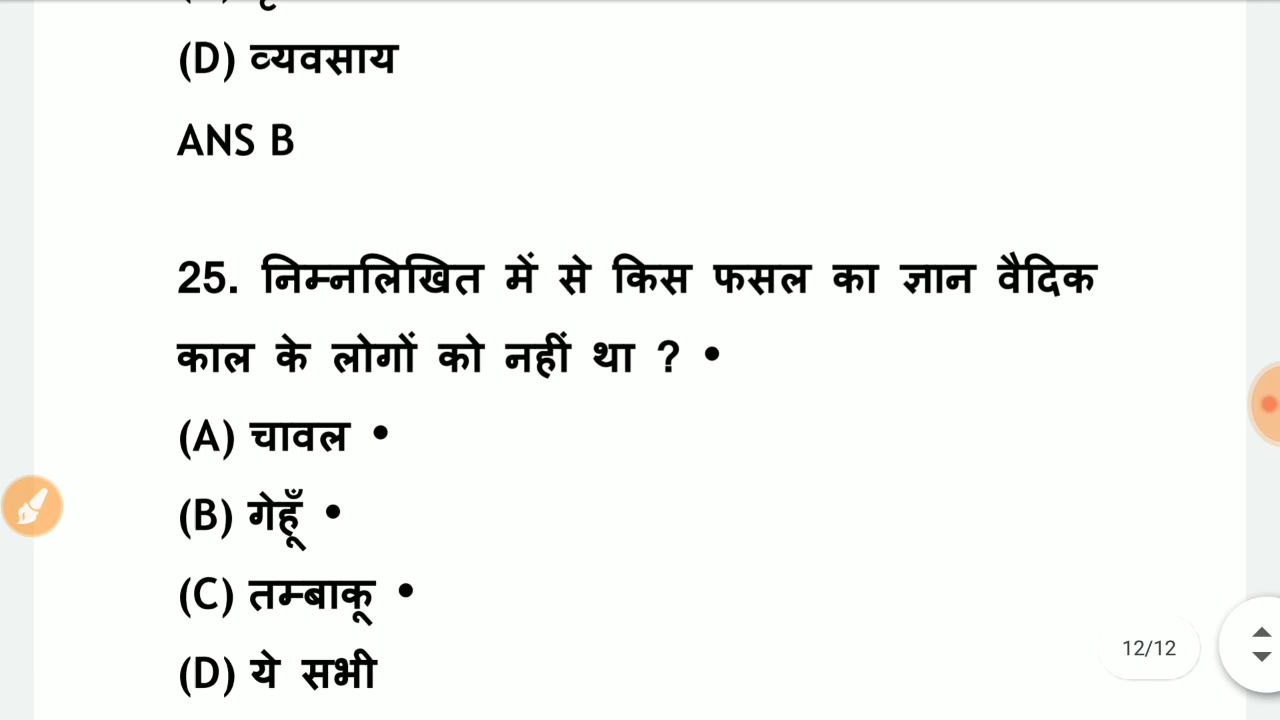 (D) व्यवसाय
ANS B
25. निम्नलिखित में से किस फसल का ज्ञान वैदिक
काल के लोगों को नहीं था ? •
(A) चावल •
(B) गेहूँ •
(C) तम्बाकू •
(D) ये सभी
12/12